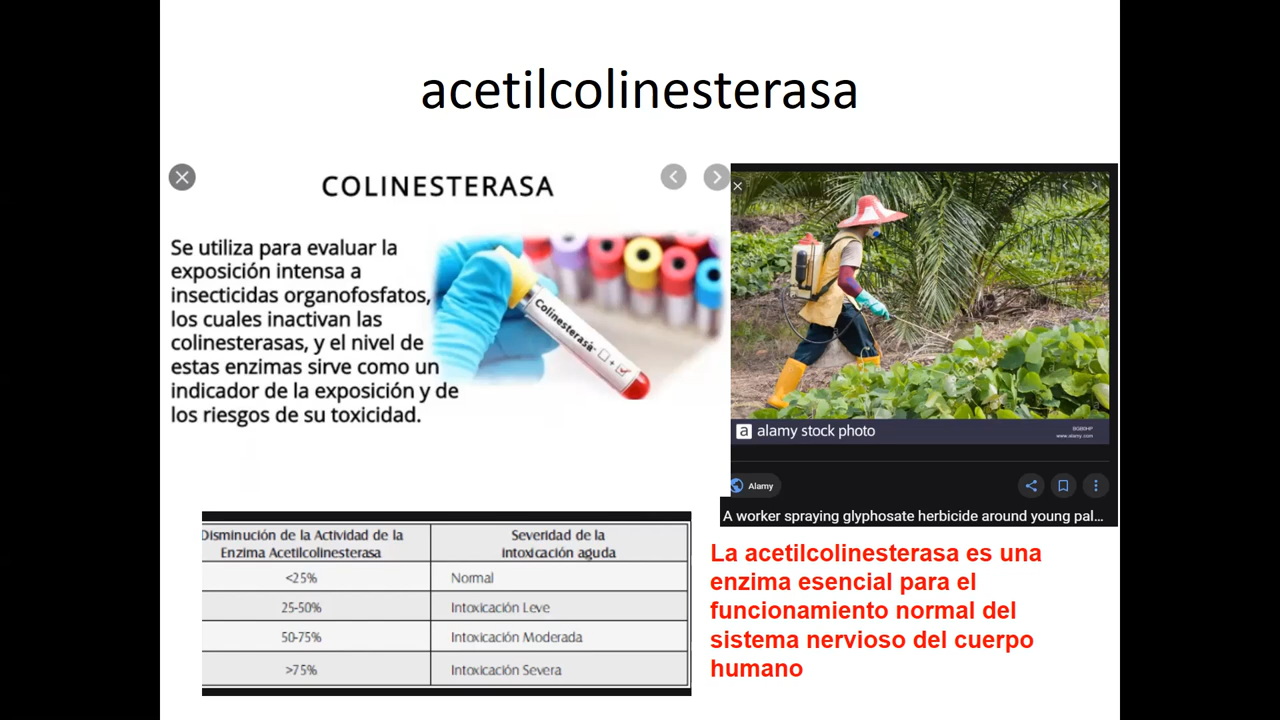 acetilcolinesterasa
COLINESTERASA
Se utiliza para evaluar la
exposición intensa a
insecticidas organofosfatos,
los cuales inactivan las
colinesterasas, y el nivel de
estas enzimas sirve como un
indicador de la exposición y de
los riesgos de su toxicidad.
Colinesterasa
a alamy stock photo
www.alamy.com
Alamy
A worker spraying glyphosate herbicide around young pal...
Disminución de la Actividad de la
Enzima Acetilcolinesterasa
Severidad de la
intoxicación aguda
<25% Normal
25-50% Intoxicación Leve
50-75% Intoxicación Moderada
>75% Intoxicación Severa
La acetilcolinesterasa es una
enzima esencial para el
funcionamiento normal del
sistema nervioso del cuerpo
humano